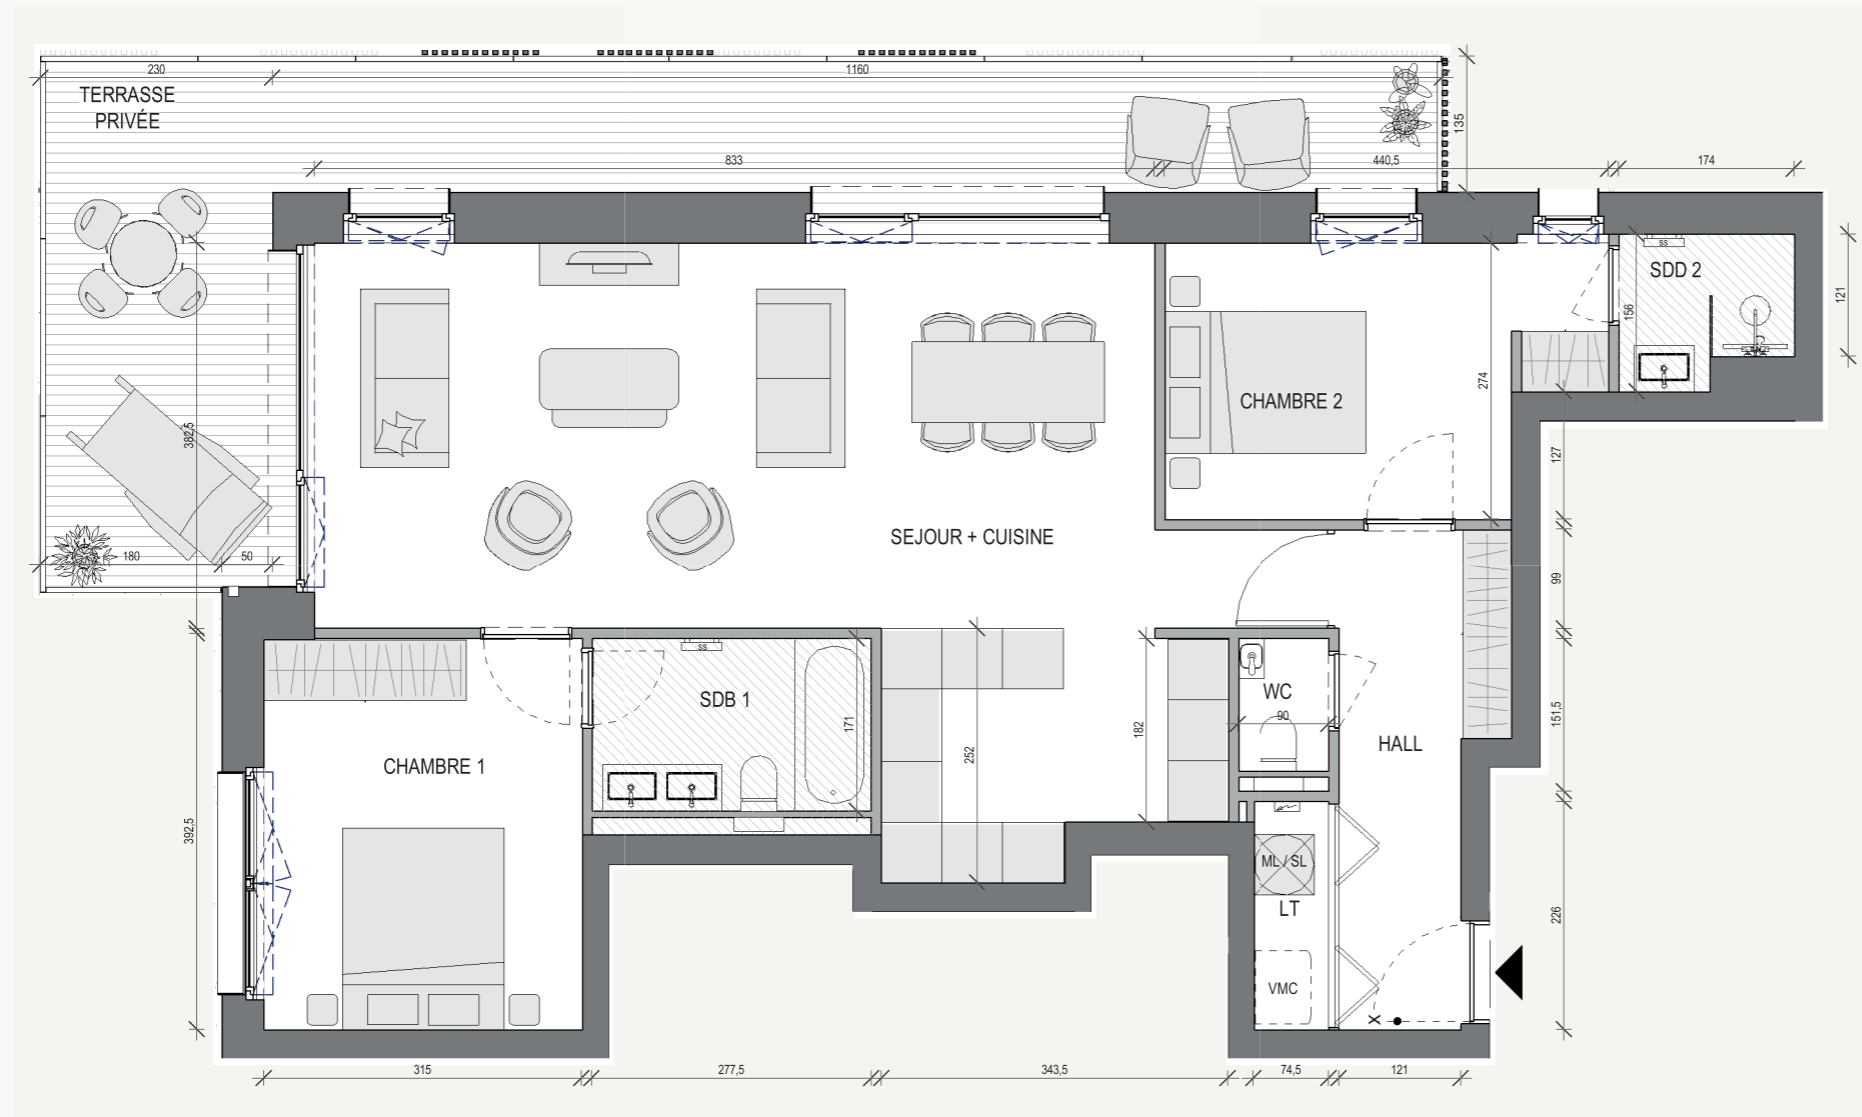 230
1160
TERRASSE
PRIVÉE
135
833
440,5
174
SS
SDD 2
121
156
274
CHAMBRE 2
382,5
127
SEJOUR + CUISINE
180
50
99
SS
SDB 1
171
WC
90
182
151,5
252
HALL
CHAMBRE 1
392,5
ML / SL
LT
226
VMC
X
315
277,5
343,5
74,5
121